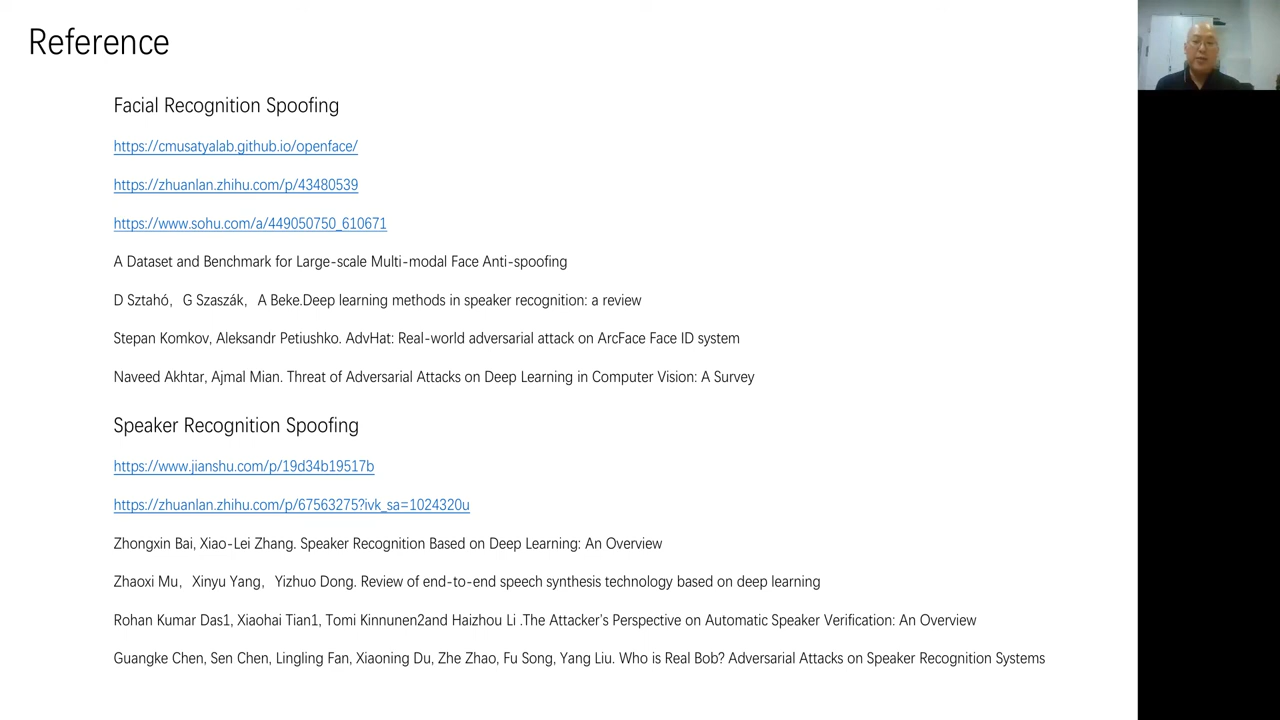 Reference
Facial Recognition Spoofing
https://cmusatyalab.github.io/openface/
https://zhuanlan.zhihu.com/p/43480539
https://www.sohu.com/a/449050750_610671
A Dataset and Benchmark for Large-scale Multi-modal Face Anti-spoofing
D Sztahó， G Szaszák， A Beke.Deep learning methods in speaker recognition: a review
Stepan Komkov, Aleksandr Petiushko. AdvHat: Real-world adversarial attack on ArcFace Face ID system
Naveed Akhtar, Ajmal Mian. Threat of Adversarial Attacks on Deep Learning in Computer Vision: A Survey
Speaker Recognition Spoofing
https://www.jianshu.com/p/19d34b19517b
https://zhuanlan.zhihu.com/p/67563275?ivk_sa=1024320u
Zhongxin Bai, Xiao-Lei Zhang. Speaker Recognition Based on Deep Learning: An Overview
Zhaoxi Mu， Xinyu Yang， Yizhuo Dong. Review of end-to-end speech synthesis technology based on deep learning
Rohan Kumar Das1, Xiaohai Tian1, Tomi Kinnunen2and Haizhou Li .The Attacker's Perspective on Automatic Speaker Verification: An Overview
Guangke Chen, Sen Chen, Lingling Fan, Xiaoning Du, Zhe Zhao, Fu Song, Yang Liu. Who is Real Bob? Adversarial Attacks on Speaker Recognition Systems